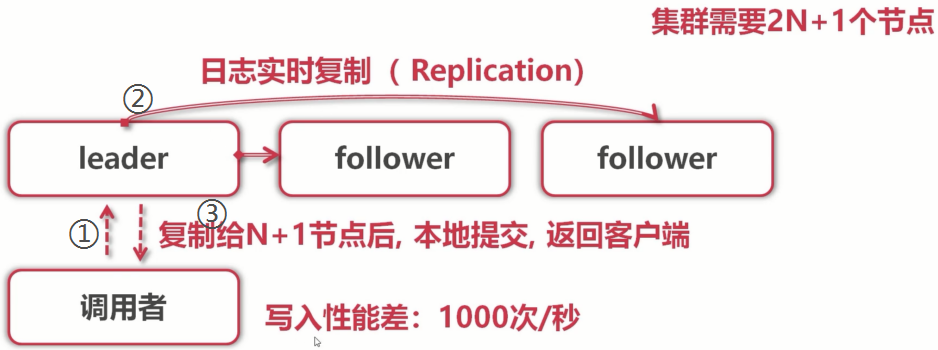 集群需要2N+1个节点
日志实时复制（ Replication）
②
leader
follower
follower
①
③
复制给N+1节点后, 本地提交, 返回客户端
调用者
写入性能差：1000次/秒